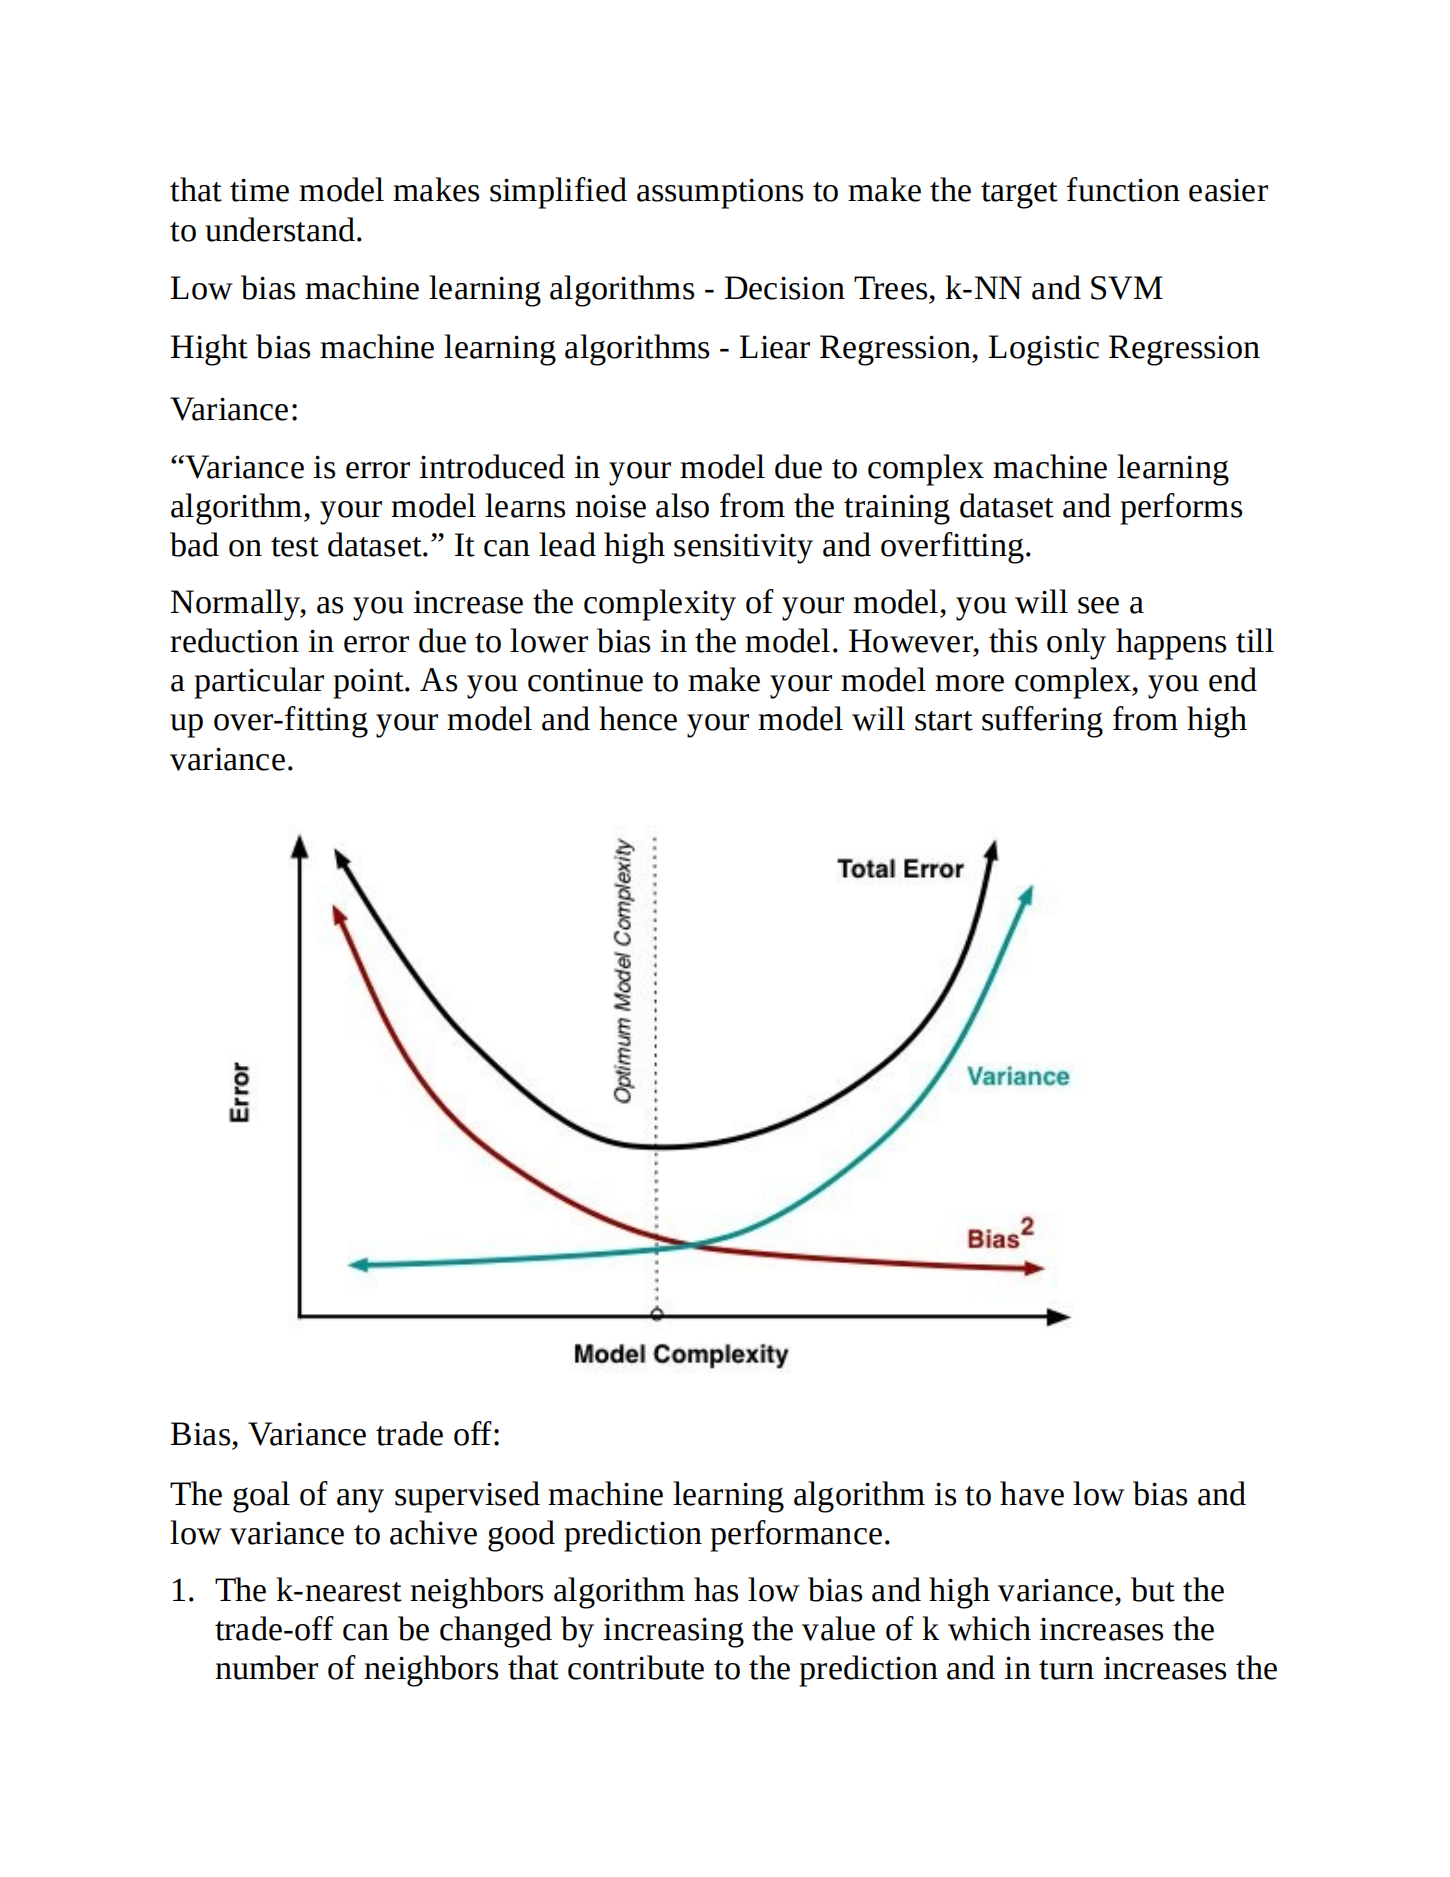 that time model makes simplified assumptions to make the target function easier
to understand.
Low bias machine learning algorithms - Decision Trees, k-NN and SVM
Hight bias machine learning algorithms - Liear Regression, Logistic Regression
Variance:
“Variance is error introduced in your model due to complex machine learning
algorithm, your model learns noise also from the training dataset and performs
bad on test dataset.” It can lead high sensitivity and overfitting.
Normally, as you increase the complexity of your model, you will see a
reduction in error due to lower bias in the model. However, this only happens till
a particular point. As you continue to make your model more complex, you end
up over-fitting your model and hence your model will start suffering from high
variance.
Optimum Model Complexity
Total Error
Error
Variance
Bias²
Model Complexity
Bias, Variance trade off:
The goal of any supervised machine learning algorithm is to have low bias and
low variance to achive good prediction performance.
1. The k-nearest neighbors algorithm has low bias and high variance, but the
trade-off can be changed by increasing the value of k which increases the
number of neighbors that contribute to the prediction and in turn increases the